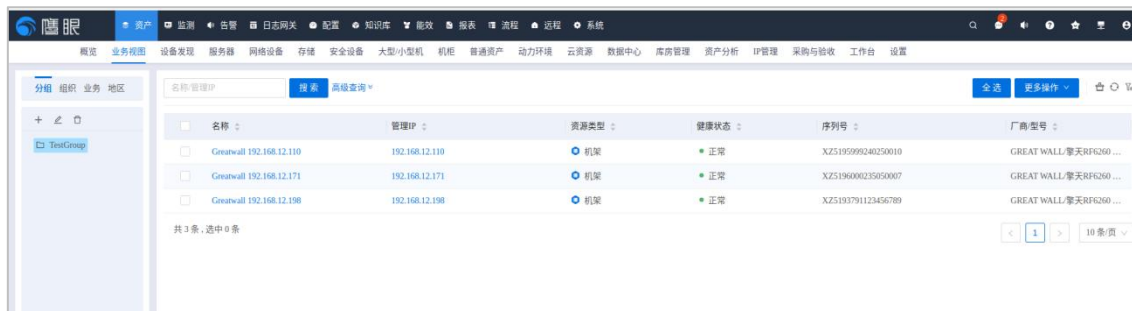 鹰眼 资产 监测 告警 日志网关 配置 知识库 能效 报表 流程 远程 系统 2
概览 业务视图 设备发现 服务器 网络设备 存储 安全设备 大型/小型机 机柜 普通资产 动力环境 云资源 数据中心 库房管理 资产分析 IP管理 采购与验收 工作台 设置
分组 组织 业务 地区
名称/管理IP 搜索 高级查询 全选 更多操作
TestGroup
名称 管理IP 资源类型 健康状态 序列号 厂商/型号
Greatwall 192.168.12.110 192.168.12.110 机架 正常 XZ5195999240250010 GREAT WALL/擎天RF6260 ...
Greatwall 192.168.12.171 192.168.12.171 机架 正常 XZ5196000235050007 GREAT WALL/擎天RF6260 ...
Greatwall 192.168.12.198 192.168.12.198 机架 正常 XZ5193791123456789 GREAT WALL/擎天RF6260 ...
共 3 条 , 选中 0 条 < 1 > 10 条/页